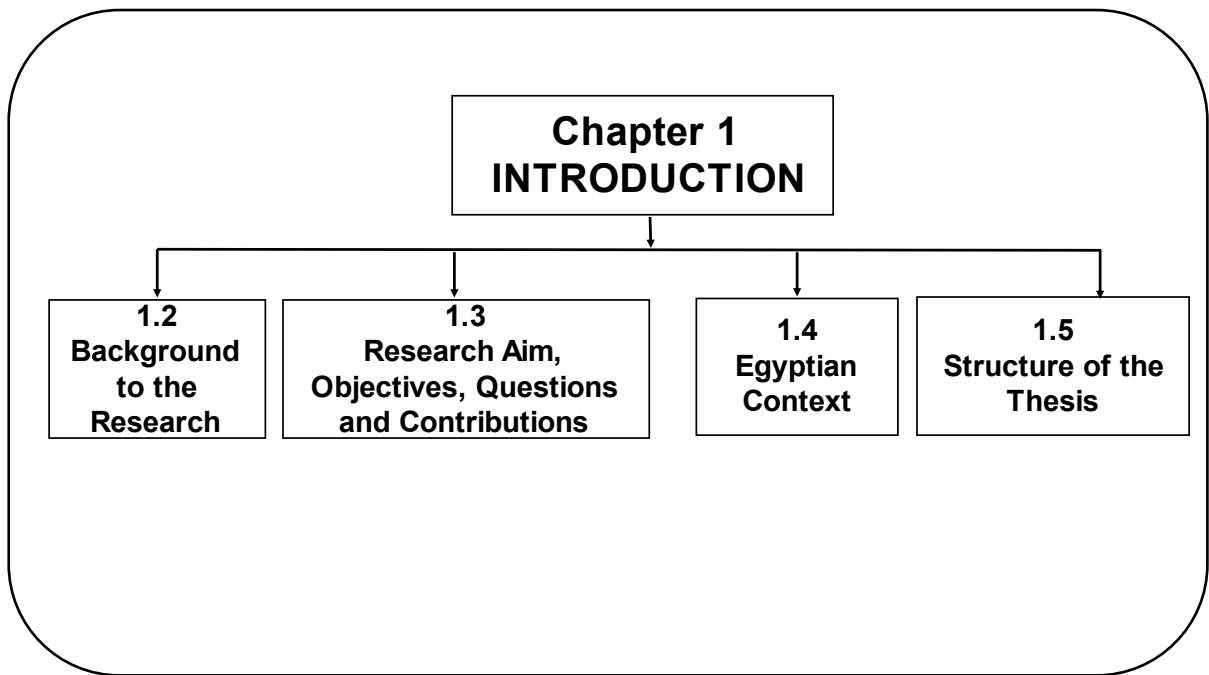 Chapter 1
INTRODUCTION
1.2
Background
to the
Research
1.3
Research Aim,
Objectives, Questions
and Contributions
1.4
Egyptian
Context
1.5
Structure of the
Thesis